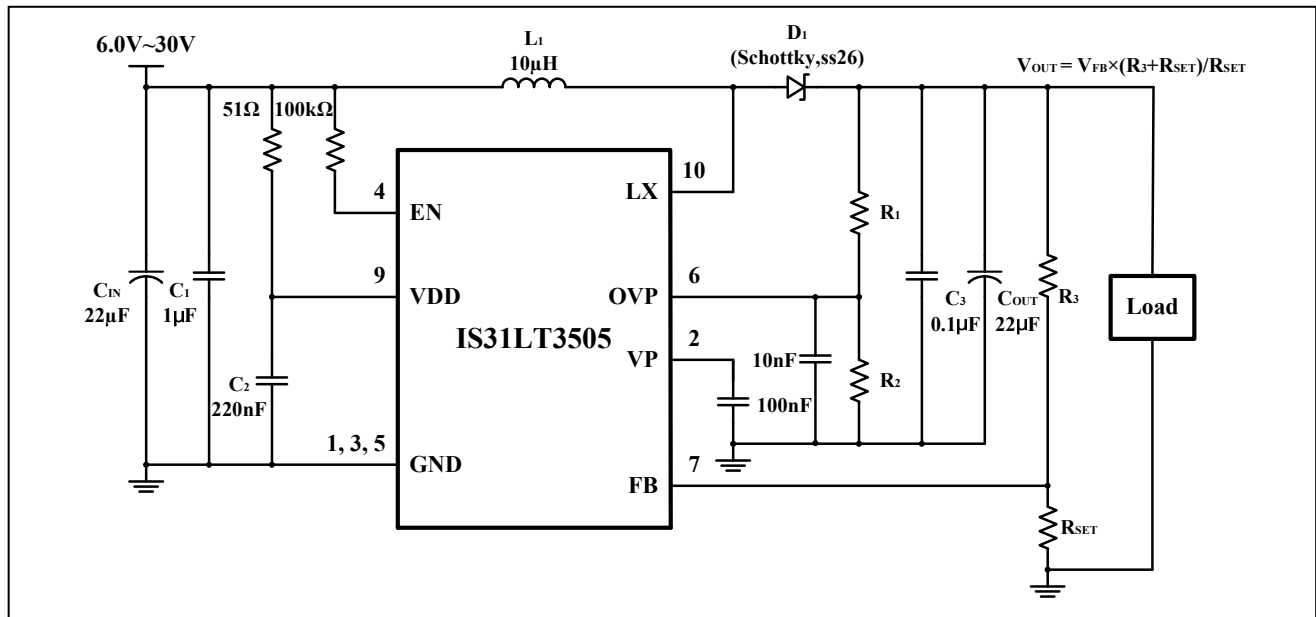 6.0V~30V
L1
10µH
D1
(Schottky,ss26)
VOUT = VFB×(R3+RSET)/RSET
51Ω
100kΩ
10
LX
4
EN
R1
9
VDD
6
OVP
CIN
22µF
C1
1µF
C3
0.1µF
COUT
22µF
R3
Load
IS31LT3505
2
VP
10nF
R2
C2
220nF
100nF
1, 3, 5
GND
7
FB
RSET